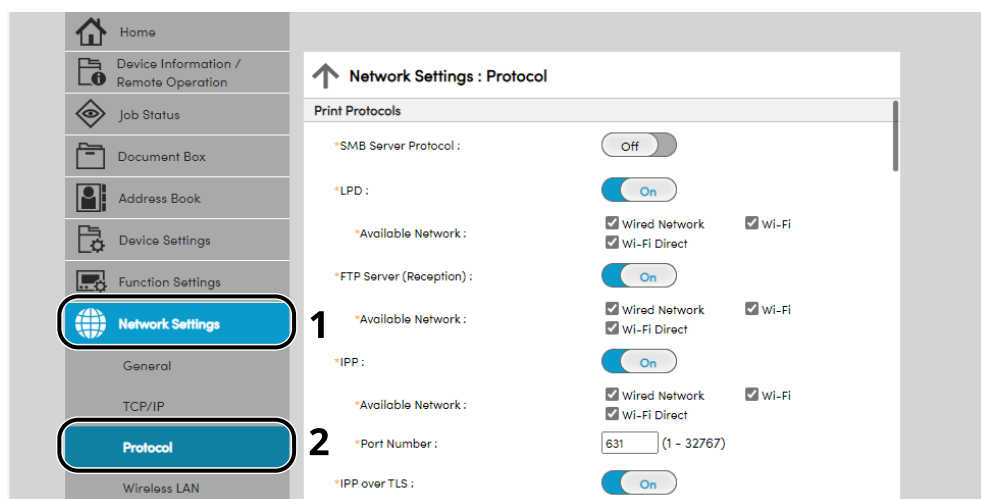 Home
Device Information /
Remote Operation
Job Status
Document Box
Address Book
Device Settings
Function Settings
Network Settings
1
General
TCP/IP
Protocol
2
Wireless LAN
Network Settings : Protocol
Print Protocols
*SMB Server Protocol :
Off
*LPD :
On
*Available Network :
Wired Network
Wi-Fi
Wi-Fi Direct
*FTP Server (Reception) :
On
*Available Network :
Wired Network
Wi-Fi
Wi-Fi Direct
*IPP :
On
*Available Network :
Wired Network
Wi-Fi
Wi-Fi Direct
*Port Number :
631
(1 - 32767)
*IPP over TLS :
On